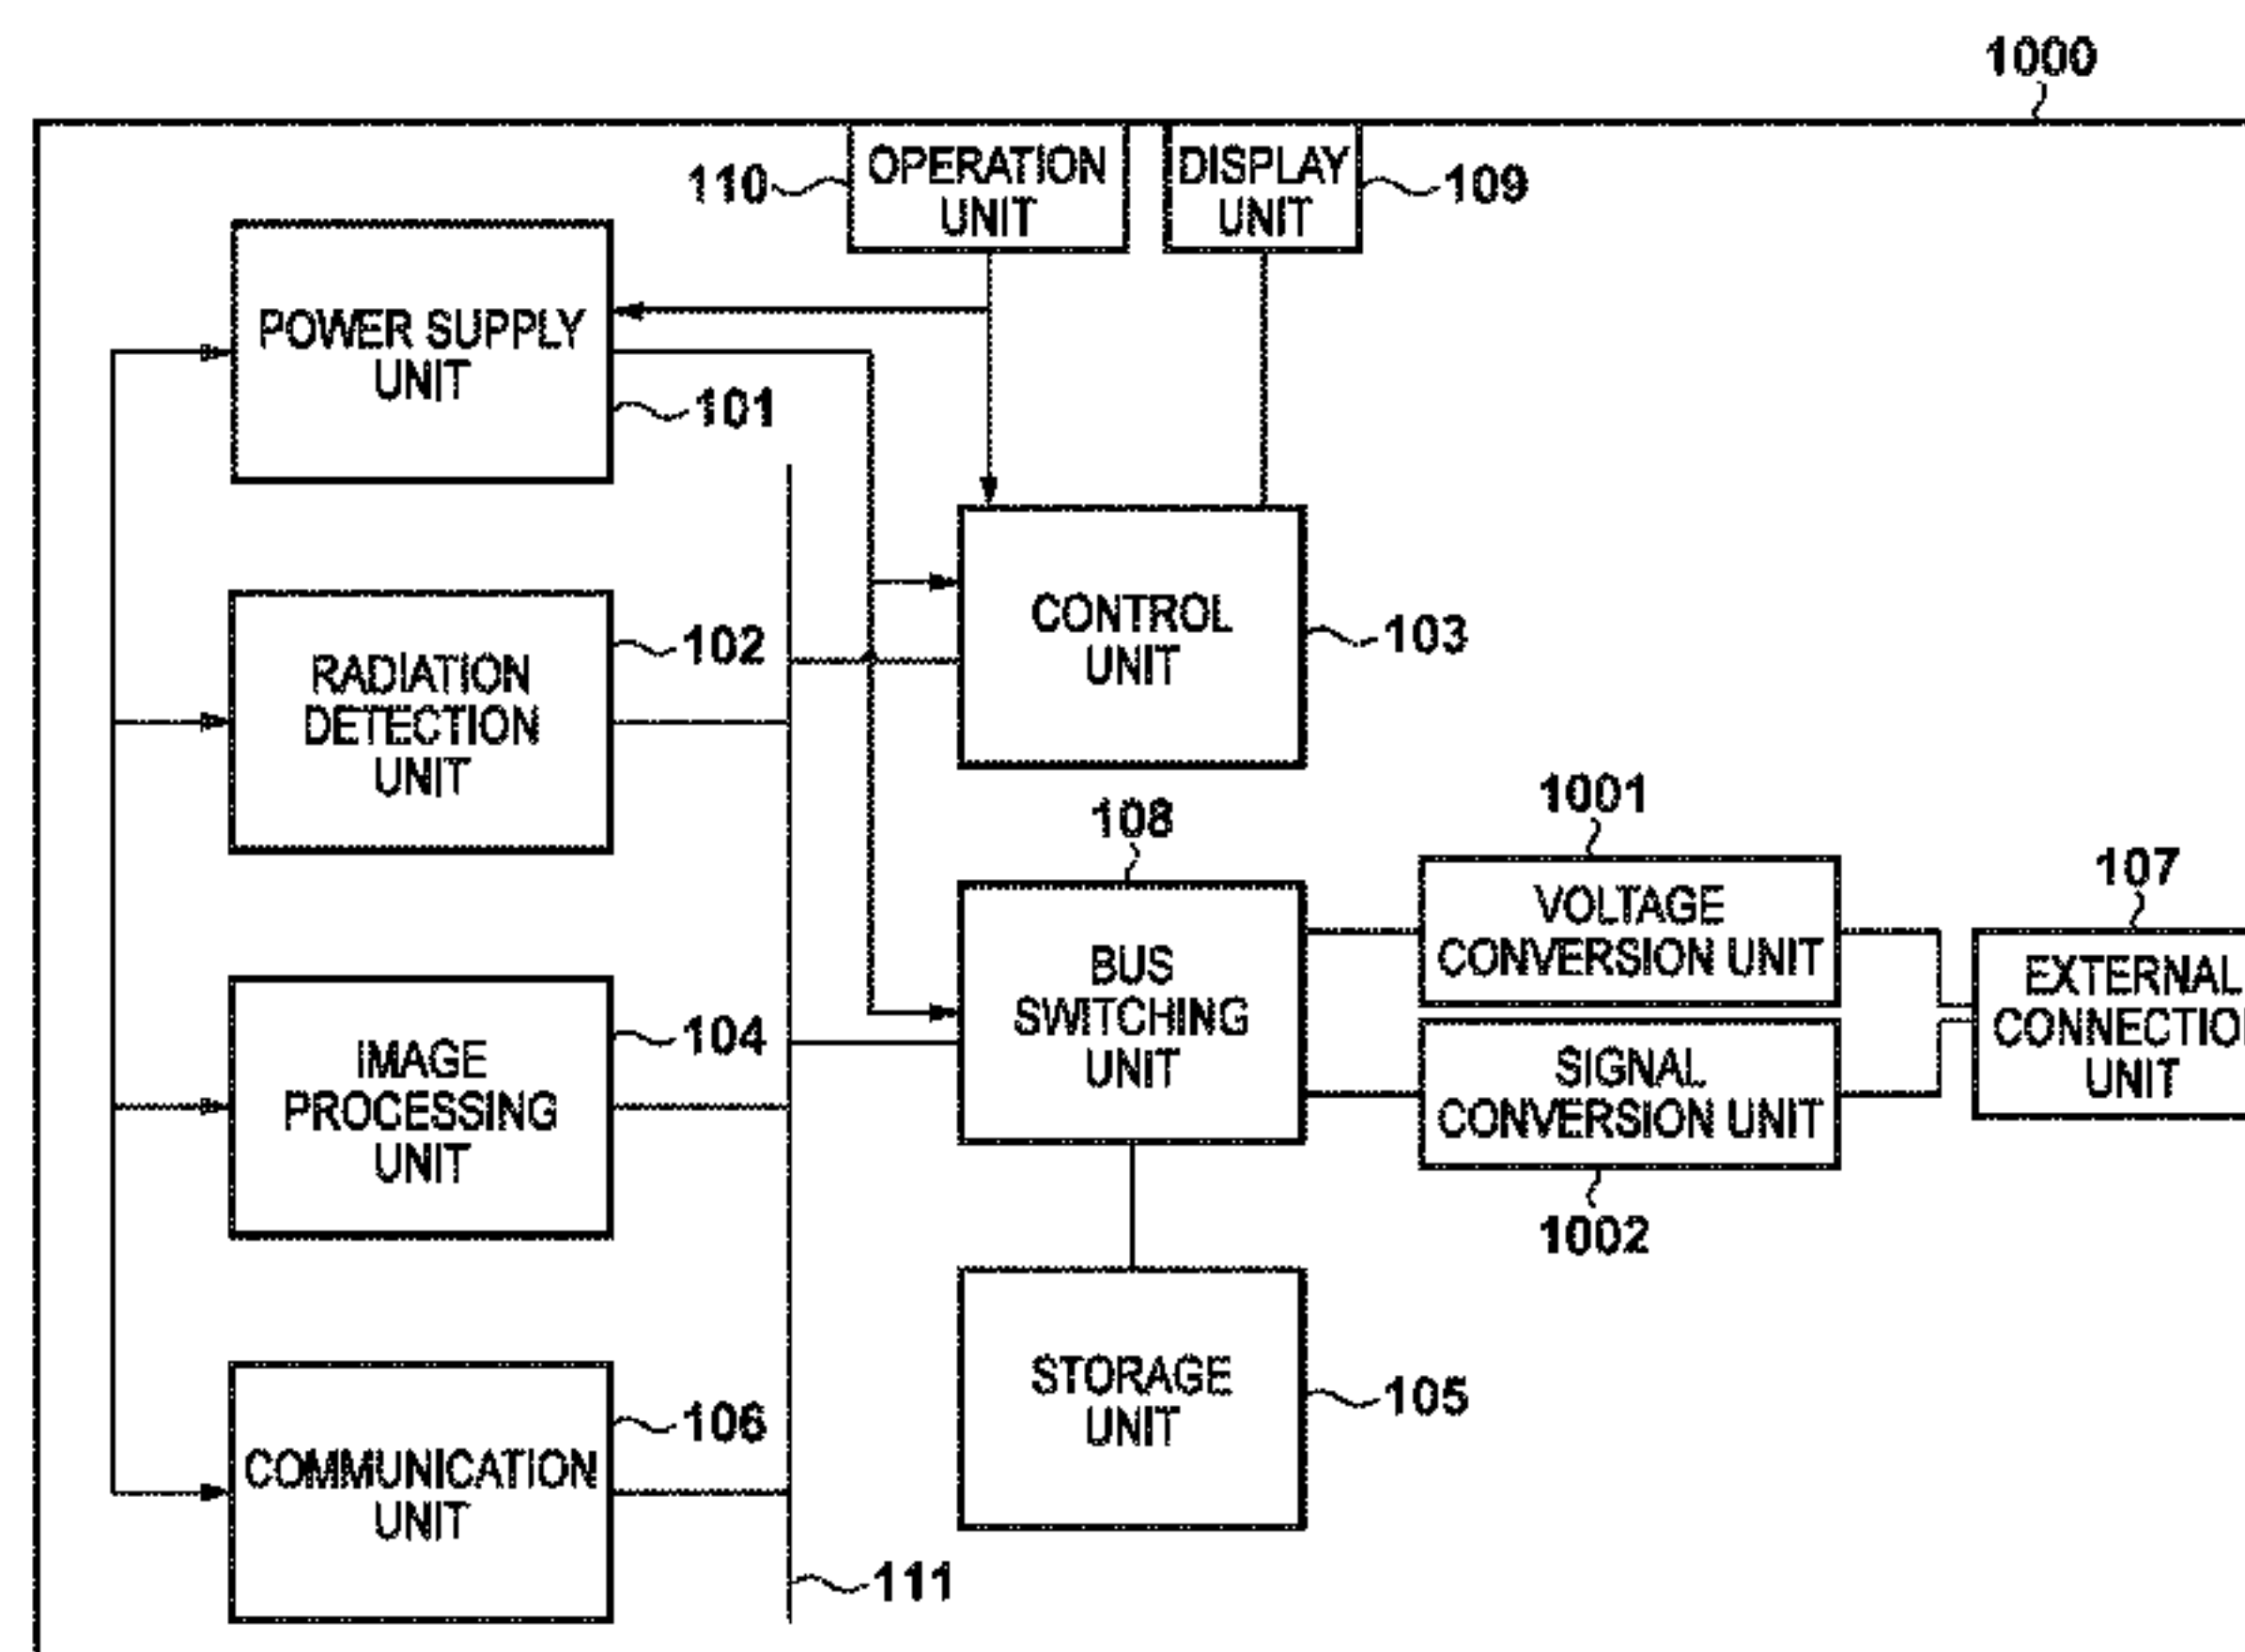 1000
110
OPERATION
UNIT
DISPLAY
UNIT
109
POWER SUPPLY
UNIT
101
RADIATION
DETECTION
UNIT
102
CONTROL
UNIT
103
108
BUS
SWITCHING
UNIT
1001
VOLTAGE
CONVERSION UNIT
107
EXTERNAL
CONNECTIO
UNIT
SIGNAL
CONVERSION UNIT
1002
IMAGE
PROCESSING
UNIT
104
STORAGE
UNIT
105
COMMUNICATION
UNIT
106
111